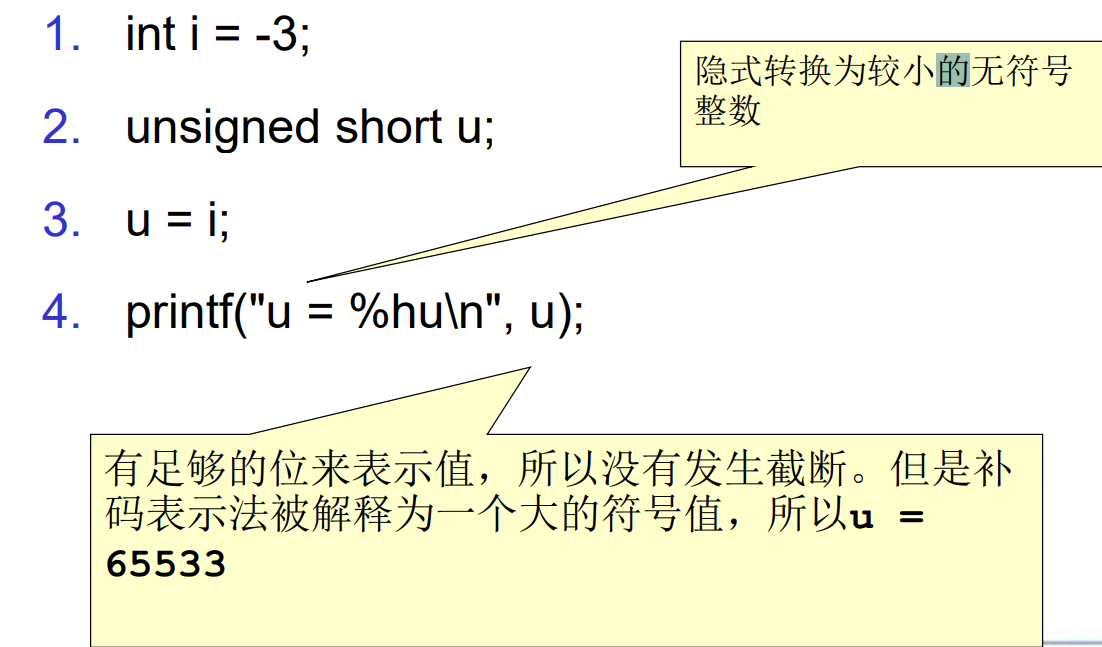 1. int i = -3;
隐式转换为较小的无符号
整数
2. unsigned short u;
3. u = i;
4. printf("u = %hu\n", u);
有足够的位来表示值，所以没有发生截断。但是补
码表示法被解释为一个大的符号值，所以u =
65533